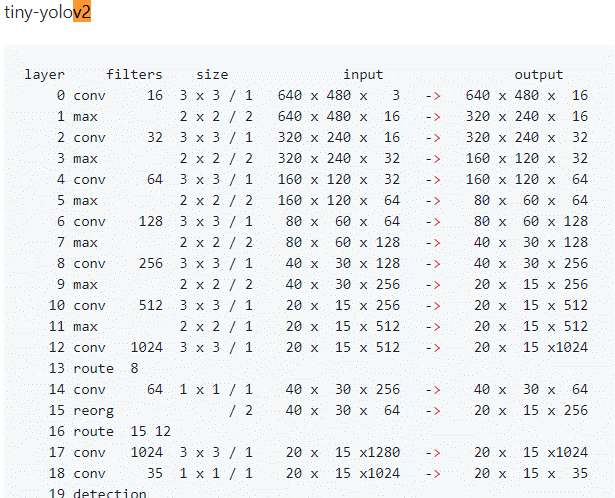 tiny-yolov2
layer filters size input output
0 conv 16 3 x 3 / 1 640 x 480 x 3 -> 640 x 480 x 16
1 max 2 x 2 / 2 640 x 480 x 16 -> 320 x 240 x 16
2 conv 32 3 x 3 / 1 320 x 240 x 16 -> 320 x 240 x 32
3 max 2 x 2 / 2 320 x 240 x 32 -> 160 x 120 x 32
4 conv 64 3 x 3 / 1 160 x 120 x 32 -> 160 x 120 x 64
5 max 2 x 2 / 2 160 x 120 x 64 -> 80 x 60 x 64
6 conv 128 3 x 3 / 1 80 x 60 x 64 -> 80 x 60 x 128
7 max 2 x 2 / 2 80 x 60 x 128 -> 40 x 30 x 128
8 conv 256 3 x 3 / 1 40 x 30 x 128 -> 40 x 30 x 256
9 max 2 x 2 / 2 40 x 30 x 256 -> 20 x 15 x 256
10 conv 512 3 x 3 / 1 20 x 15 x 256 -> 20 x 15 x 512
11 max 2 x 2 / 1 20 x 15 x 512 -> 20 x 15 x 512
12 conv 1024 3 x 3 / 1 20 x 15 x 512 -> 20 x 15 x1024
13 route 8
14 conv 64 1 x 1 / 1 40 x 30 x 256 -> 40 x 30 x 64
15 reorg / 2 40 x 30 x 64 -> 20 x 15 x 256
16 route 15 12
17 conv 1024 3 x 3 / 1 20 x 15 x1280 -> 20 x 15 x1024
18 conv 35 1 x 1 / 1 20 x 15 x1024 -> 20 x 15 x 35
19 detection